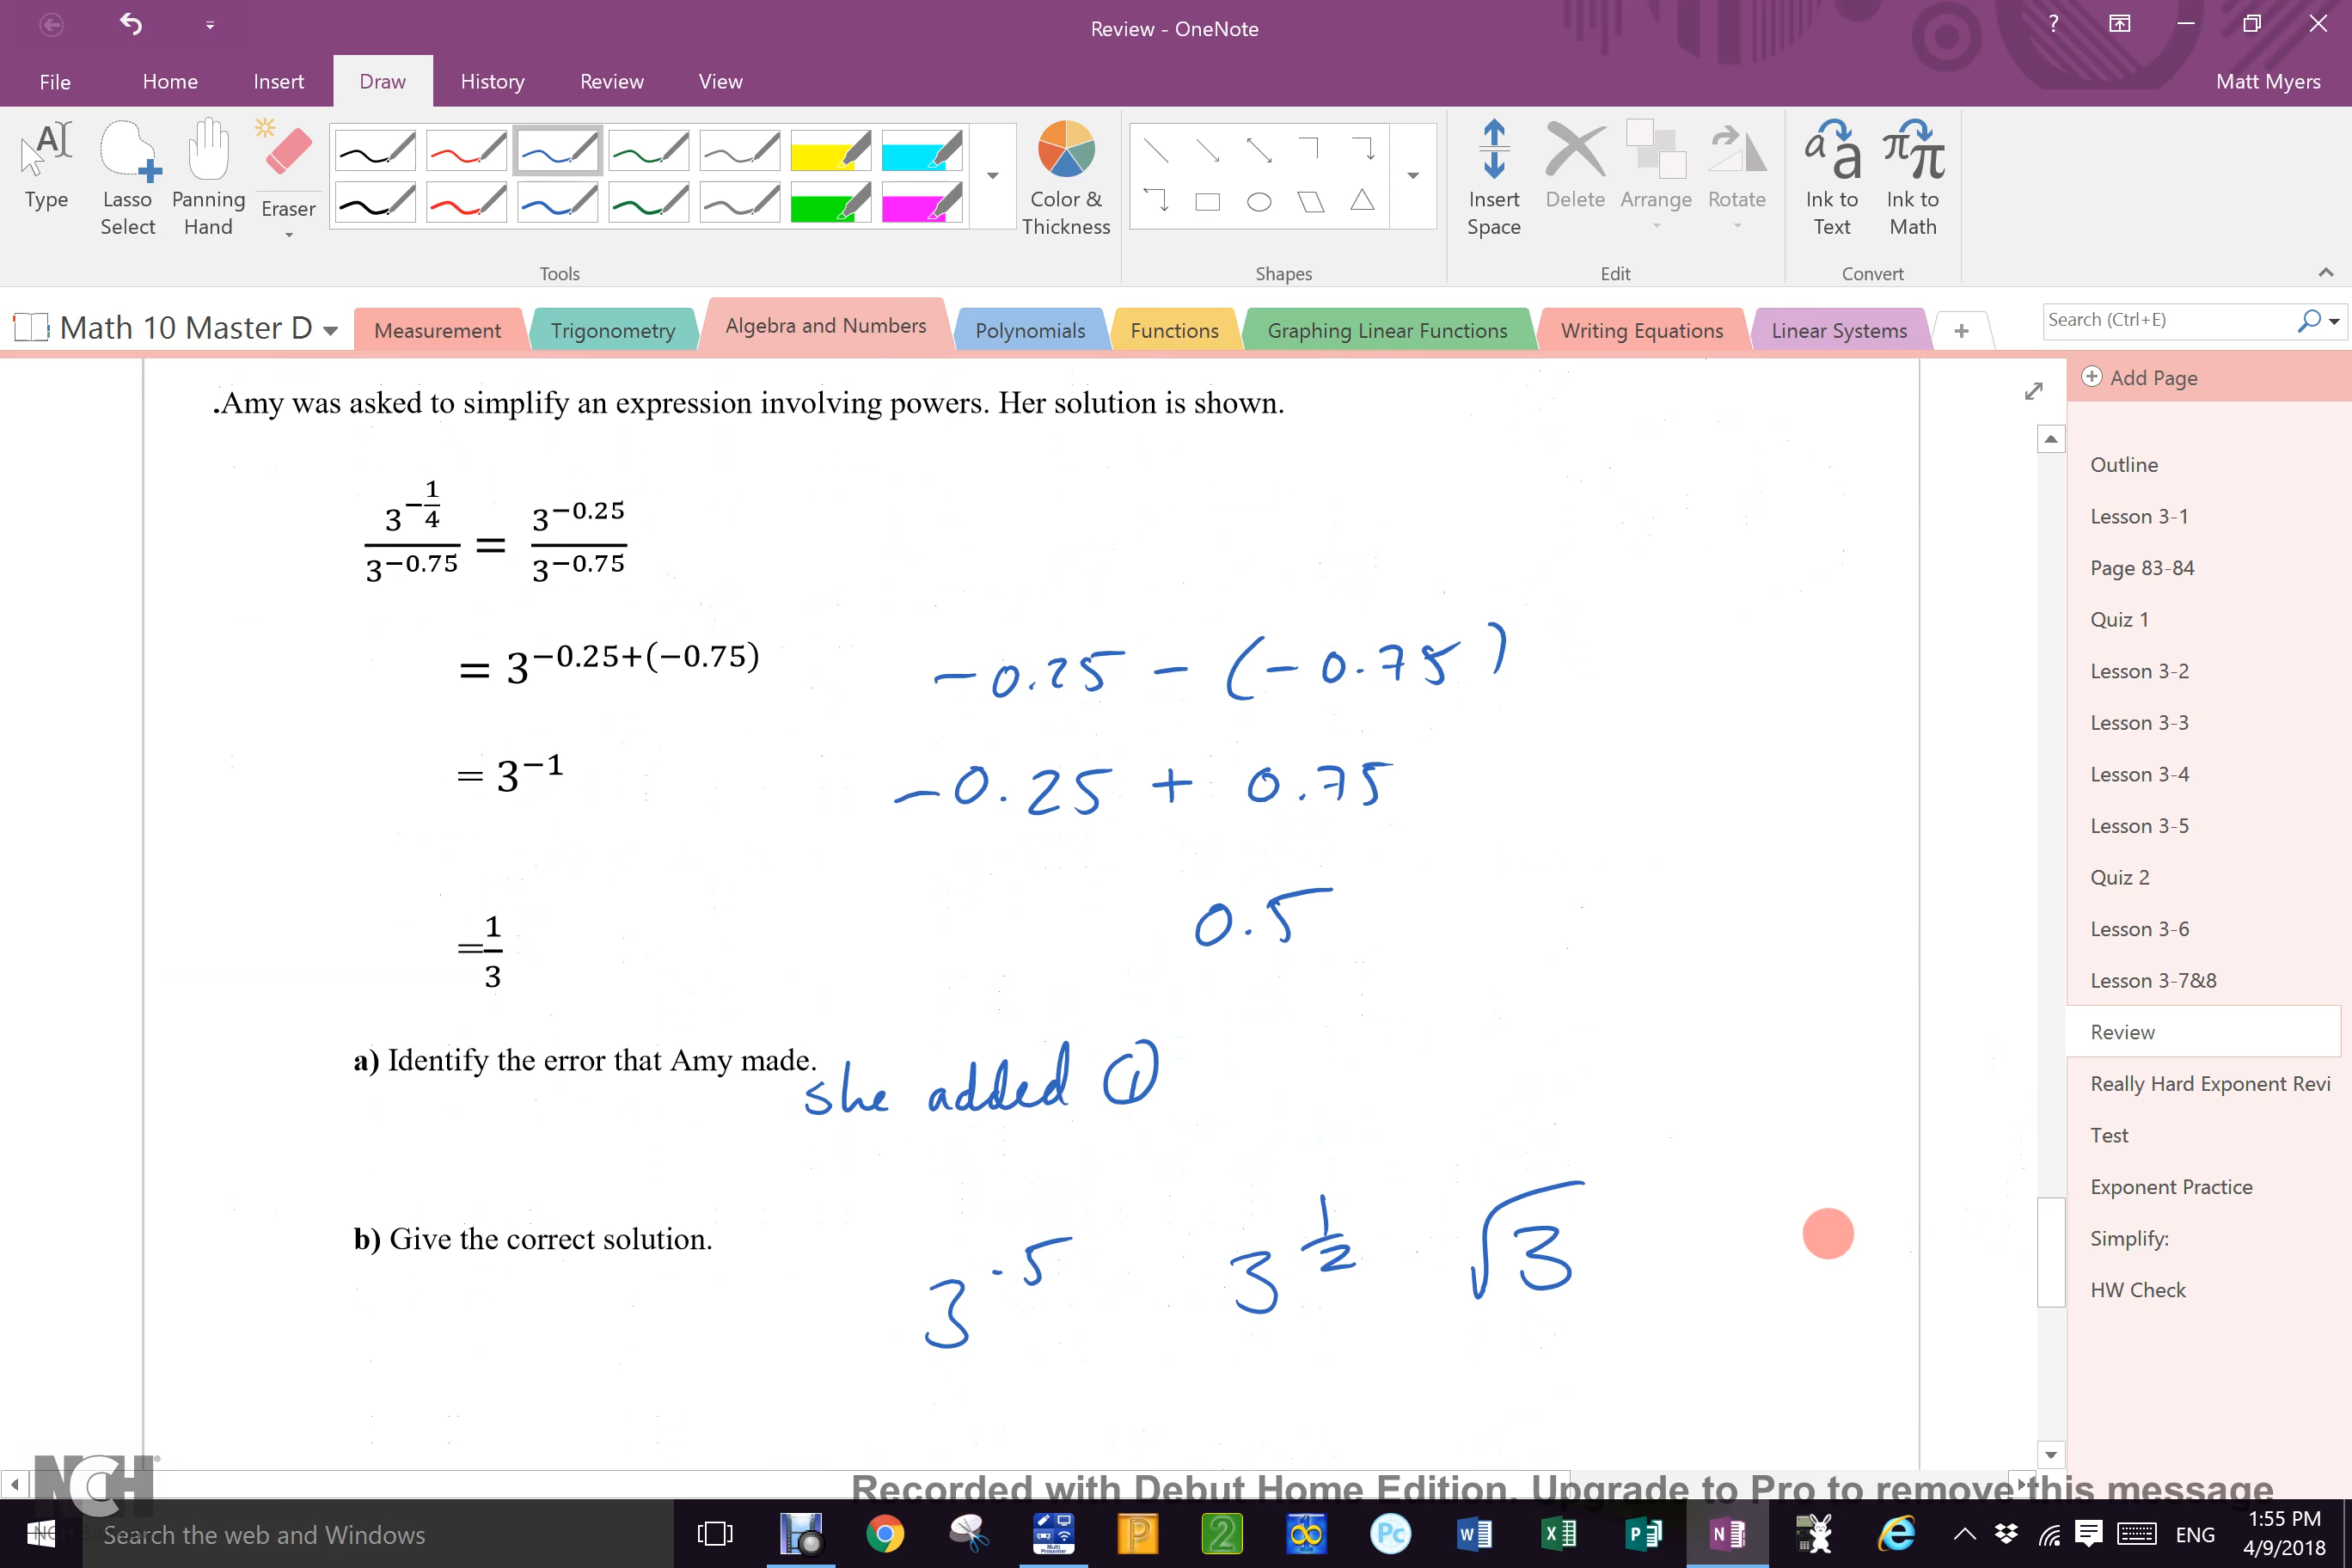 Review - OneNote
?
File Home Insert Draw History Review View Matt Myers
Type
Lasso Select
Panning Hand
Eraser
Color & Thickness
Insert Space
Delete
Arrange
Rotate
Ink to Text
Ink to Math
Tools Shapes Edit Convert
Math 10 Master D Measurement Trigonometry Algebra and Numbers Polynomials Functions Graphing Linear Functions Writing Equations Linear Systems + Search (Ctrl+E)
.Amy was asked to simplify an expression involving powers. Her solution is shown.
3^(−1/4) / 3^(−0.75) = 3^(−0.25) / 3^(−0.75)
= 3^(−0.25+(−0.75))
-0.25 - (-0.75)
= 3^(−1)
-0.25 + 0.75
= 1/3
0.5
a) Identify the error that Amy made.
she added ①
b) Give the correct solution.
3^.5 3^(1/2) √3
Add Page
Outline
Lesson 3-1
Page 83-84
Quiz 1
Lesson 3-2
Lesson 3-3
Lesson 3-4
Lesson 3-5
Quiz 2
Lesson 3-6
Lesson 3-7&8
Review
Really Hard Exponent Revi
Test
Exponent Practice
Simplify:
HW Check
NCH
Recorded with Debut Home Edition. Upgrade to Pro to remove this message
Search the web and Windows
ENG
1:55 PM
4/9/2018